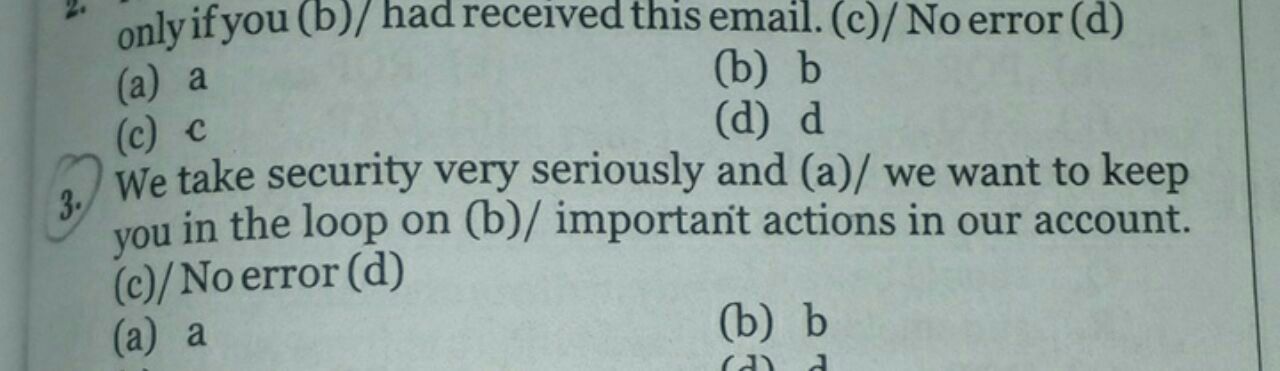 2.
only if you (b)/ had received this email. (c)/ No error (d)
(a) a (b) b
(c) c (d) d
3. We take security very seriously and (a)/ we want to keep
you in the loop on (b)/ important actions in our account.
(c)/ No error (d)
(a) a (b) b
(d) d